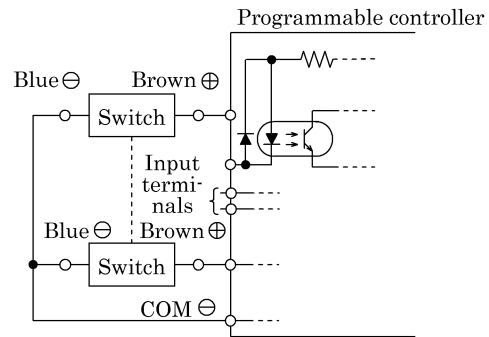 Programmable controller
Blue ⊖
Brown ⊕
Switch
Input
termi-
nals
Blue ⊖
Brown ⊕
Switch
COM ⊖